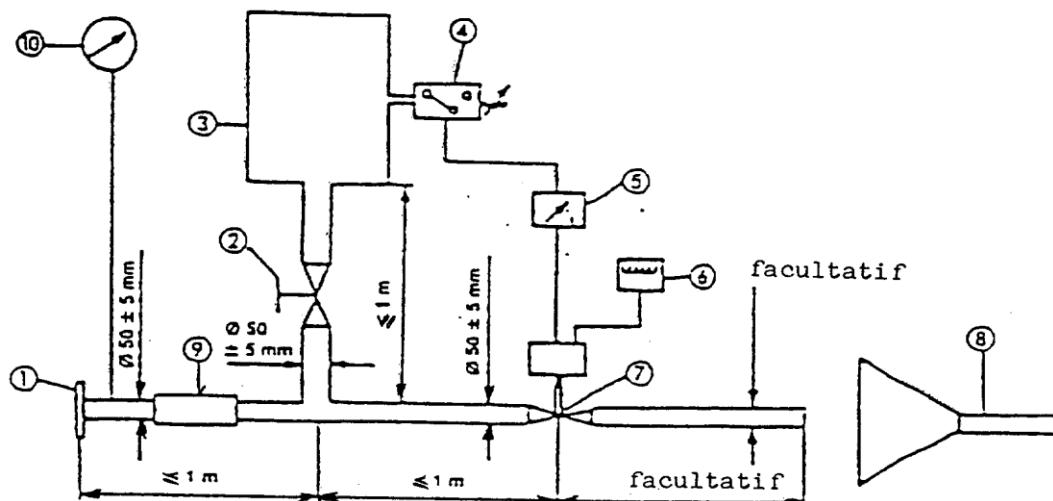 ⑩
④
③
⑤
②
⑥
facultatif
Ø 50 ± 5 mm
Ø 50
± 5 mm
⩽ 1 m
Ø 50 ± 5 mm
⑨
①
⑦
⑧
⩽ 1 m
⩽ 1 m
facultatif